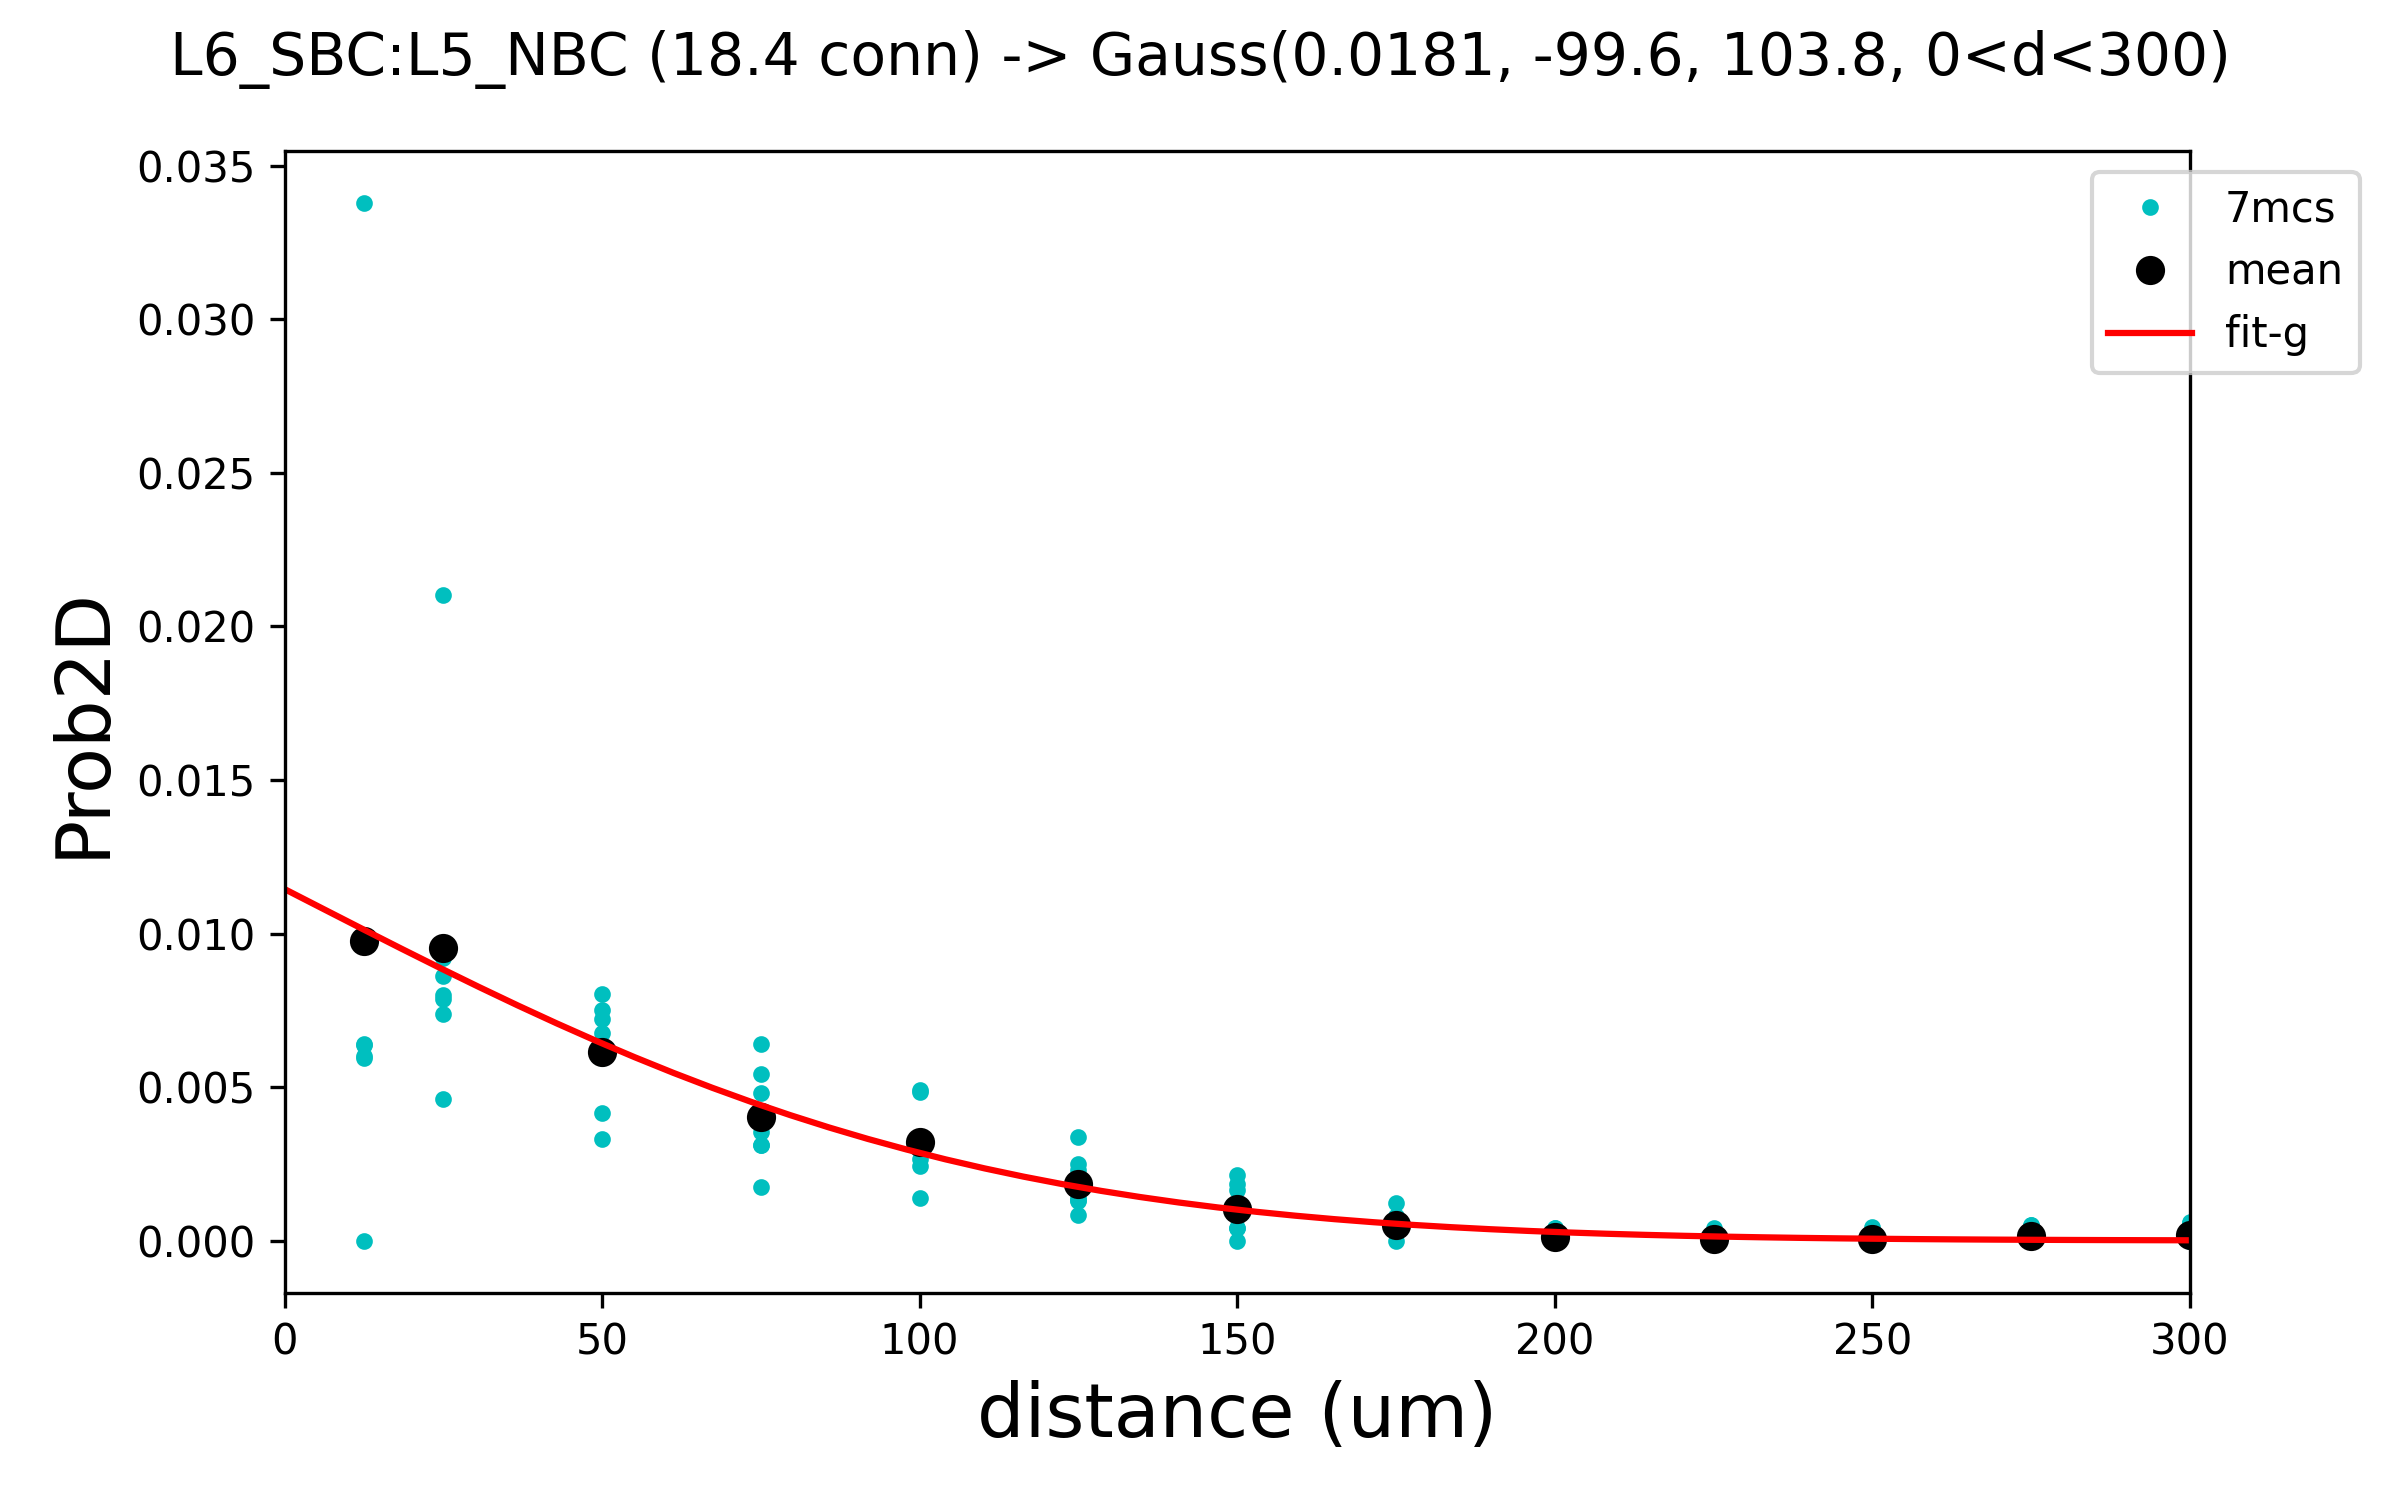 L6_SBC:L5_NBC (18.4 conn) -> Gauss(0.0181, -99.6, 103.8, 0<d<300)
0.035
0.030
0.025
0.020
0.015
0.010
0.005
0.000
Prob2D
7mcs
mean
fit-g
0 50 100 150 200 250 300
distance (um)